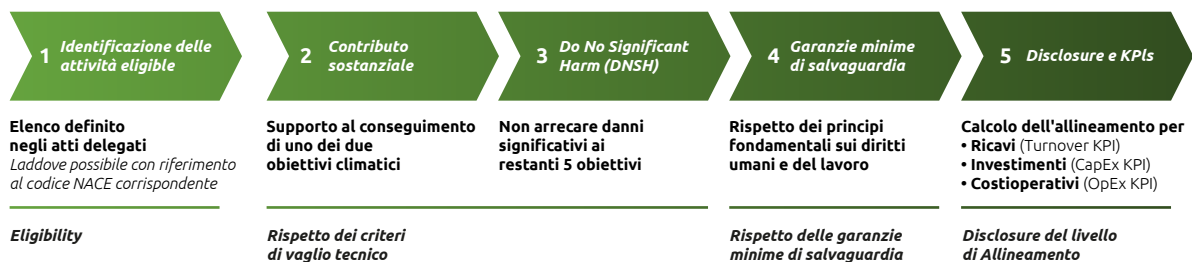 1 Identificazione delle
attività eligible
2 Contributo
sostanziale
3 Do No Significant
Harm (DNSH)
4 Garanzie minime
di salvaguardia
5 Disclosure e KPIs
Elenco definito
negli atti delegati
Laddove possibile con riferimento
al codice NACE corrispondente
Supporto al conseguimento
di uno dei due
obiettivi climatici
Non arrecare danni
significativi ai
restanti 5 obiettivi
Rispetto dei principi
fondamentali sui diritti
umani e del lavoro
Calcolo dell'allineamento per
• Ricavi (Turnover KPI)
• Investimenti (CapEx KPI)
• Costioperativi (OpEx KPI)
Eligibility
Rispetto dei criteri
di vaglio tecnico
Rispetto delle garanzie
minime di salvaguardia
Disclosure del livello
di Allineamento